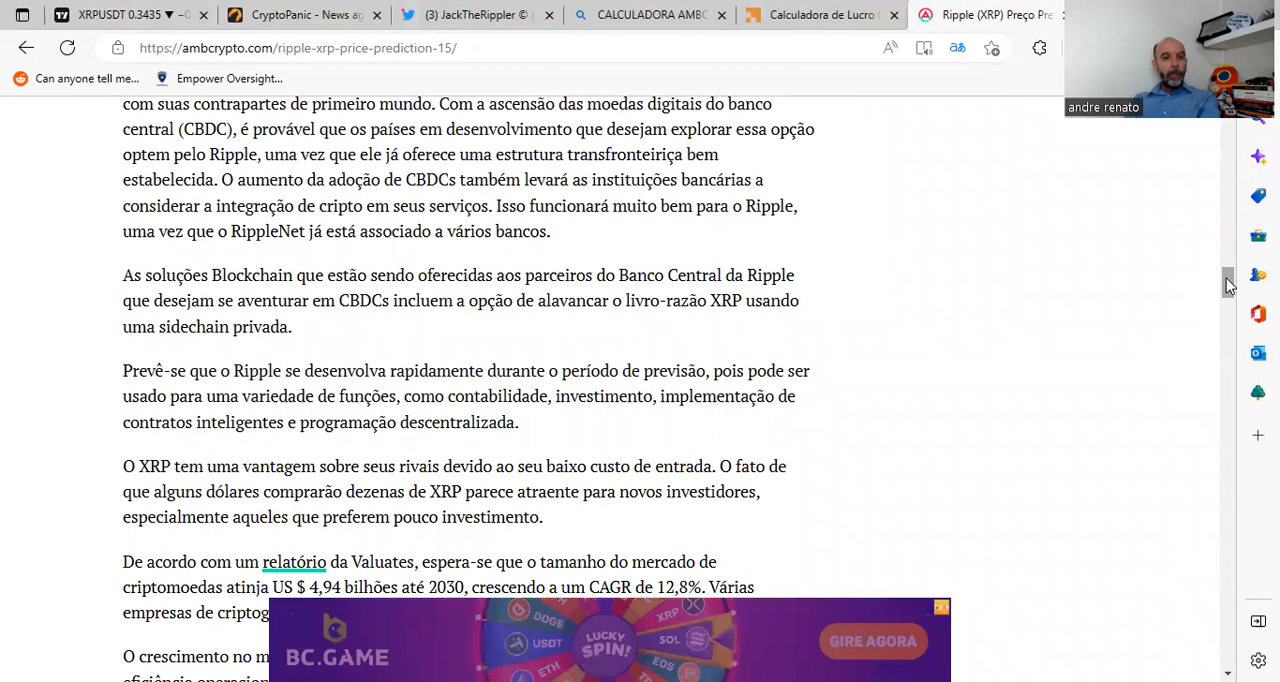 XRPUSDT 0.3435 ▼ −0
CryptoPanic - News ag
(3) JackTheRippler ©
CALCULADORA AMBC
Calculadora de Lucro
Ripple (XRP) Preço Pre
https://ambcrypto.com/ripple-xrp-price-prediction-15/
Can anyone tell me...
Empower Oversight...
andre renato
com suas contrapartes de primeiro mundo. Com a ascensão das moedas digitais do banco
central (CBDC), é provável que os países em desenvolvimento que desejam explorar essa opção
optem pelo Ripple, uma vez que ele já oferece uma estrutura transfronteiriça bem
estabelecida. O aumento da adoção de CBDCs também levará as instituições bancárias a
considerar a integração de cripto em seus serviços. Isso funcionará muito bem para o Ripple,
uma vez que o RippleNet já está associado a vários bancos.
As soluções Blockchain que estão sendo oferecidas aos parceiros do Banco Central da Ripple
que desejam se aventurar em CBDCs incluem a opção de alavancar o livro-razão XRP usando
uma sidechain privada.
Prevê-se que o Ripple se desenvolva rapidamente durante o período de previsão, pois pode ser
usado para uma variedade de funções, como contabilidade, investimento, implementação de
contratos inteligentes e programação descentralizada.
O XRP tem uma vantagem sobre seus rivais devido ao seu baixo custo de entrada. O fato de
que alguns dólares comprarão dezenas de XRP parece atraente para novos investidores,
especialmente aqueles que preferem pouco investimento.
De acordo com um relatório da Valuates, espera-se que o tamanho do mercado de
criptomoedas atinja US $ 4,94 bilhões até 2030, crescendo a um CAGR de 12,8%. Várias
empresas de criptog
O crescimento no m
BC.GAME
DOGE
USDT
ETH
LUCKY
SPIN!
XRP
SOL
EOS
GIRE AGORA